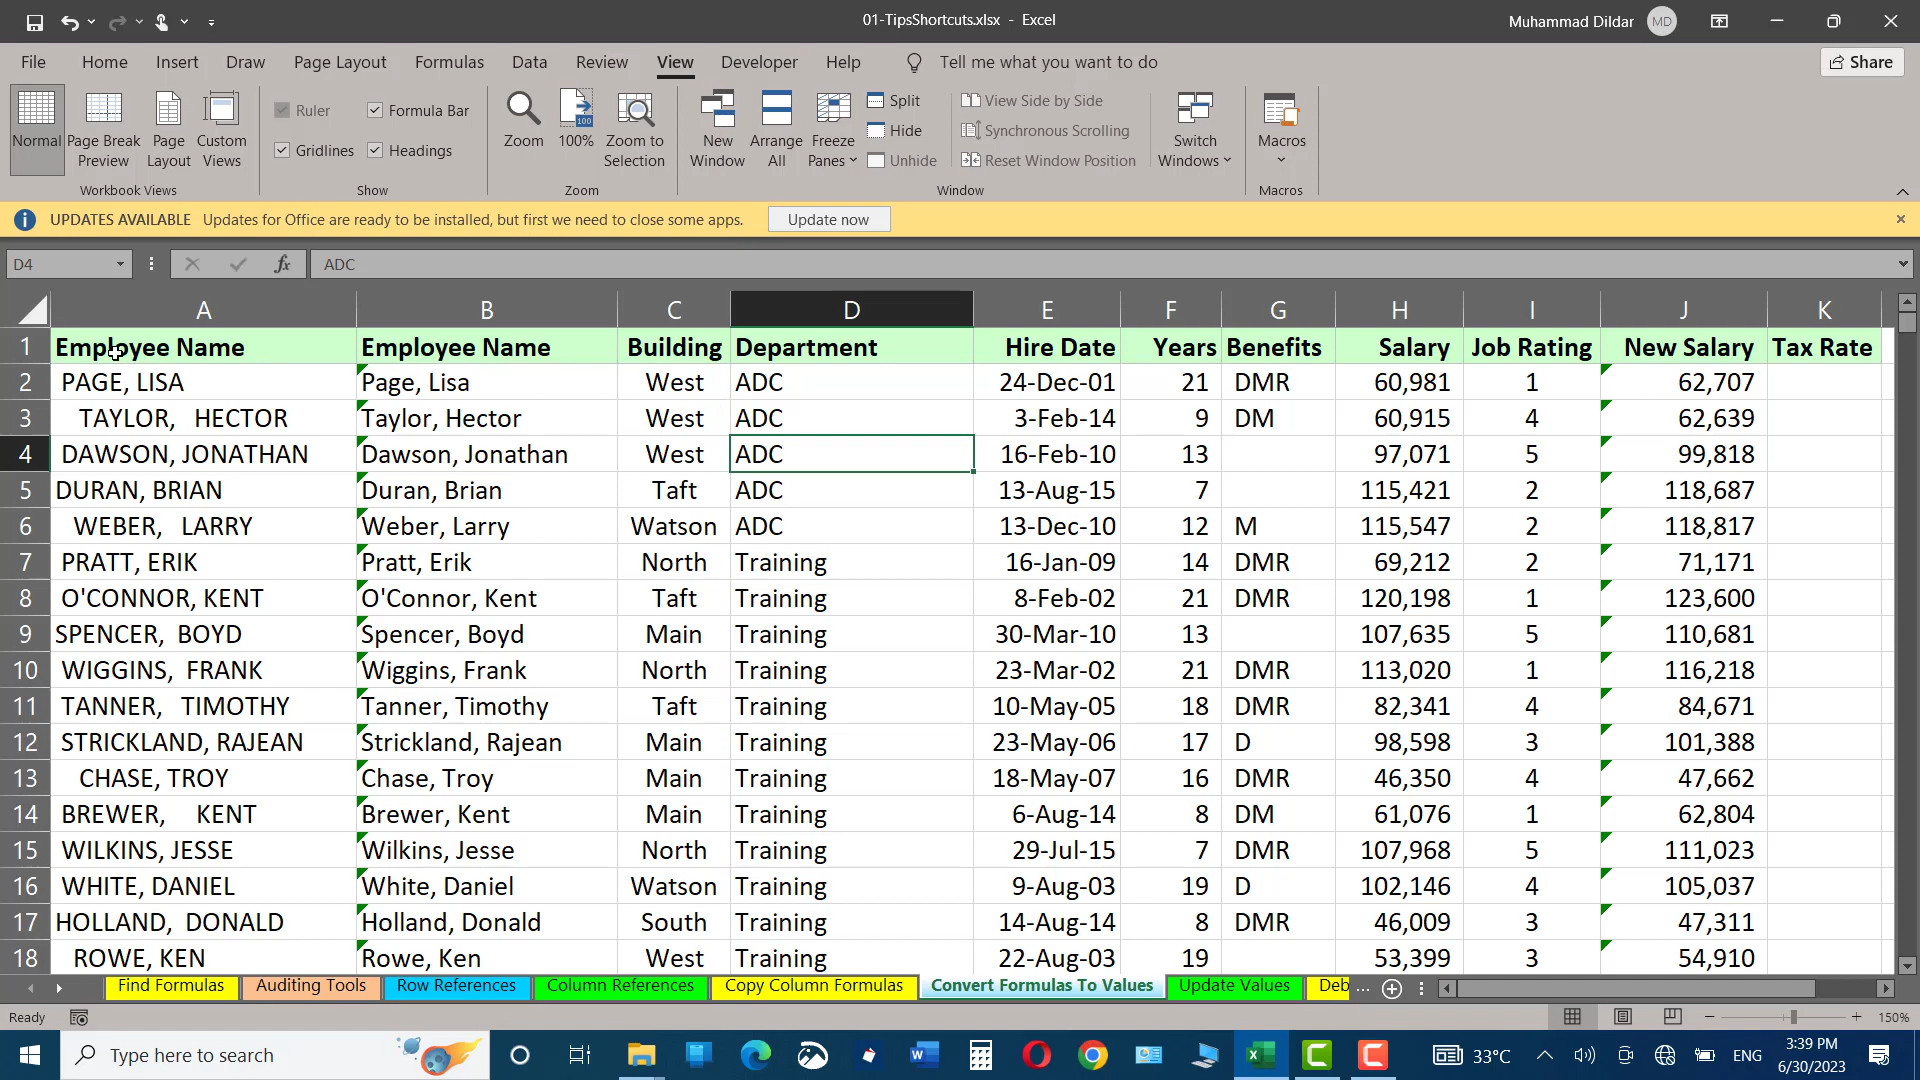 01-TipsShortcuts.xlsx - Excel
Muhammad Dildar MD
File Home Insert Draw Page Layout Formulas Data Review View Developer Help Tell me what you want to do Share
Normal Page Break Preview Page Layout Custom Views
Workbook Views
Ruler Formula Bar
Gridlines Headings
Show
Zoom 100% Zoom to Selection
Zoom
New Window Arrange All Freeze Panes
Split
Hide
Unhide
View Side by Side
Synchronous Scrolling
Reset Window Position
Window
Switch Windows
Macros
Macros
UPDATES AVAILABLE Updates for Office are ready to be installed, but first we need to close some apps. Update now
D4 fx ADC
A B C D E F G H I J K
1 Employee Name Employee Name Building Department Hire Date Years Benefits Salary Job Rating New Salary Tax Rate
2 PAGE, LISA Page, Lisa West ADC 24-Dec-01 21 DMR 60,981 1 62,707
3 TAYLOR, HECTOR Taylor, Hector West ADC 3-Feb-14 9 DM 60,915 4 62,639
4 DAWSON, JONATHAN Dawson, Jonathan West ADC 16-Feb-10 13 97,071 5 99,818
5 DURAN, BRIAN Duran, Brian Taft ADC 13-Aug-15 7 115,421 2 118,687
6 WEBER, LARRY Weber, Larry Watson ADC 13-Dec-10 12 M 115,547 2 118,817
7 PRATT, ERIK Pratt, Erik North Training 16-Jan-09 14 DMR 69,212 2 71,171
8 O'CONNOR, KENT O'Connor, Kent Taft Training 8-Feb-02 21 DMR 120,198 1 123,600
9 SPENCER, BOYD Spencer, Boyd Main Training 30-Mar-10 13 107,635 5 110,681
10 WIGGINS, FRANK Wiggins, Frank North Training 23-Mar-02 21 DMR 113,020 1 116,218
11 TANNER, TIMOTHY Tanner, Timothy Taft Training 10-May-05 18 DMR 82,341 4 84,671
12 STRICKLAND, RAJEAN Strickland, Rajean Main Training 23-May-06 17 D 98,598 3 101,388
13 CHASE, TROY Chase, Troy Main Training 18-May-07 16 DMR 46,350 4 47,662
14 BREWER, KENT Brewer, Kent Main Training 6-Aug-14 8 DM 61,076 1 62,804
15 WILKINS, JESSE Wilkins, Jesse North Training 29-Jul-15 7 DMR 107,968 5 111,023
16 WHITE, DANIEL White, Daniel Watson Training 9-Aug-03 19 D 102,146 4 105,037
17 HOLLAND, DONALD Holland, Donald South Training 14-Aug-14 8 DMR 46,009 3 47,311
18 ROWE, KEN Rowe, Ken West Training 22-Aug-03 19 53,399 3 54,910
Find Formulas Auditing Tools Row References Column References Copy Column Formulas Convert Formulas To Values Update Values Deb ...
Ready 150%
Type here to search 33°C ENG 3:39 PM
6/30/2023